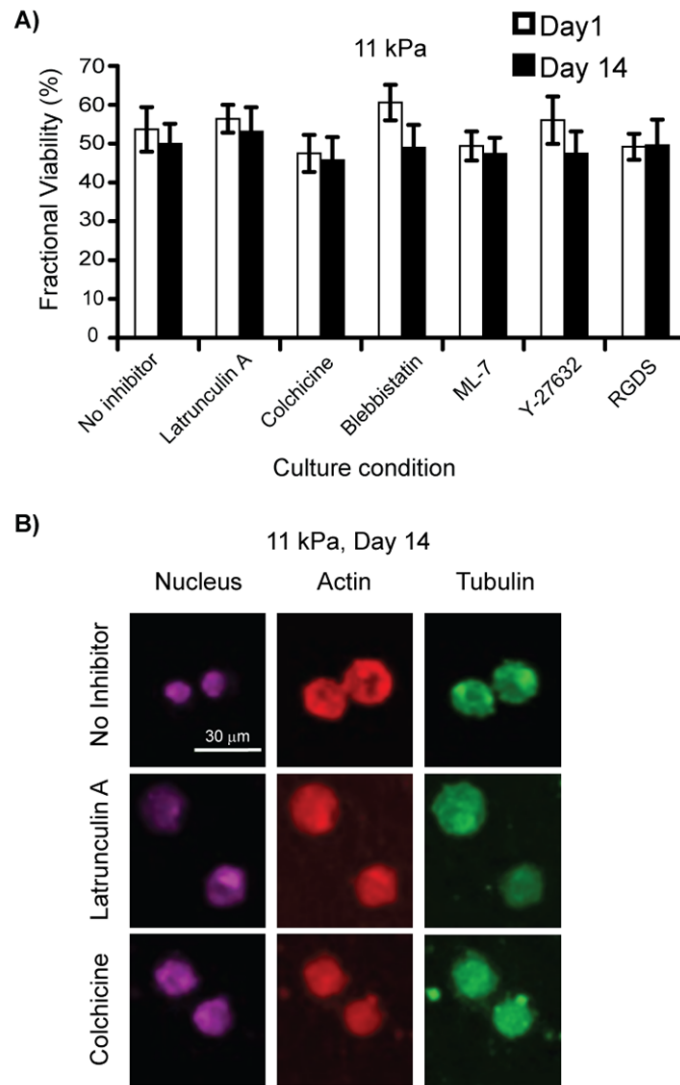 A)
Day1
Day 14
11 kPa
Fractional Viability (%)
70
60
50
40
30
20
10
0
No inhibitor
Latrunculin A
Colchicine
Blebbistatin
ML-7
Y-27632
RGDS
Culture condition
B)
11 kPa, Day 14
Nucleus Actin Tubulin
No Inhibitor
30 μm
Latrunculin A
Colchicine